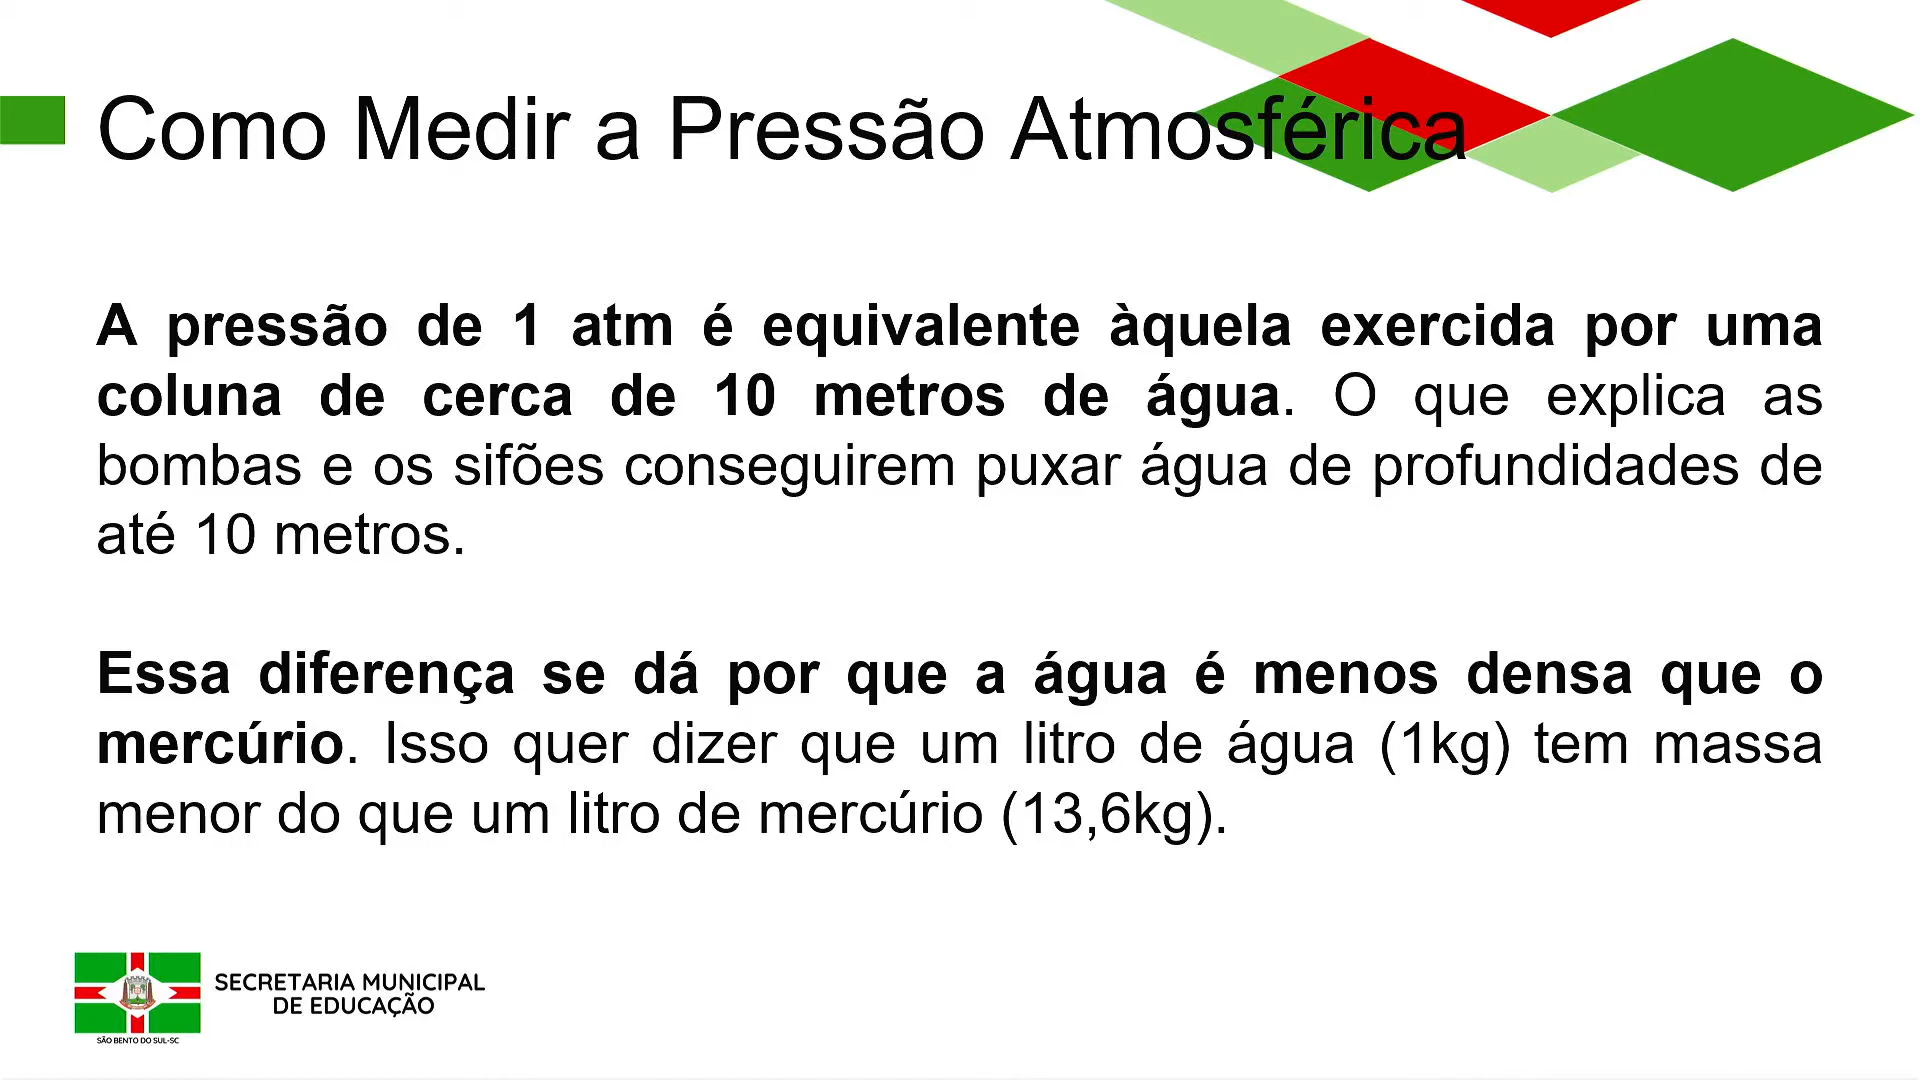 Como Medir a Pressão Atmosférica
A pressão de 1 atm é equivalente àquela exercida por uma
coluna de cerca de 10 metros de água. O que explica as
bombas e os sifões conseguirem puxar água de profundidades de
até 10 metros.
Essa diferença se dá por que a água é menos densa que o
mercúrio. Isso quer dizer que um litro de água (1kg) tem massa
menor do que um litro de mercúrio (13,6kg).
SECRETARIA MUNICIPAL
DE EDUCAÇÃO
SÃO BENTO DO SUL-SC